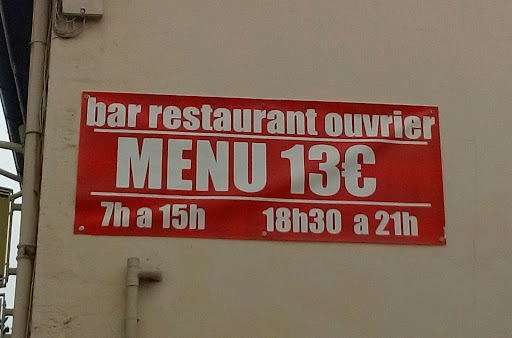 bar restaurant ouvrier
MENU 13€
7h a 15h 18h30 a 21h